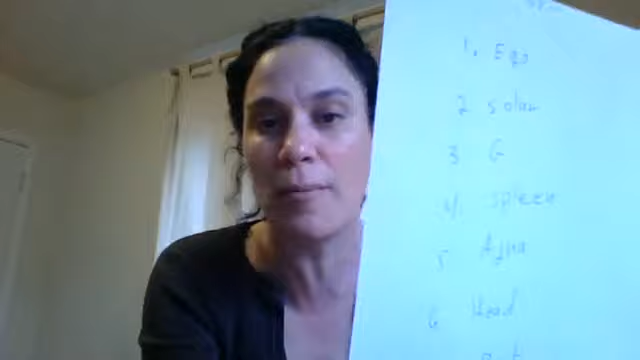 1. Ego
2 solar
3 G
4. spleen
5 Ajna
6 Head